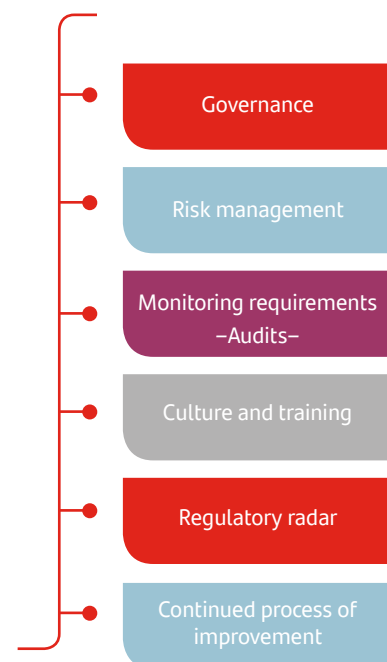 Governance
Risk management
Monitoring requirements
–Audits–
Culture and training
Regulatory radar
Continued process of
improvement